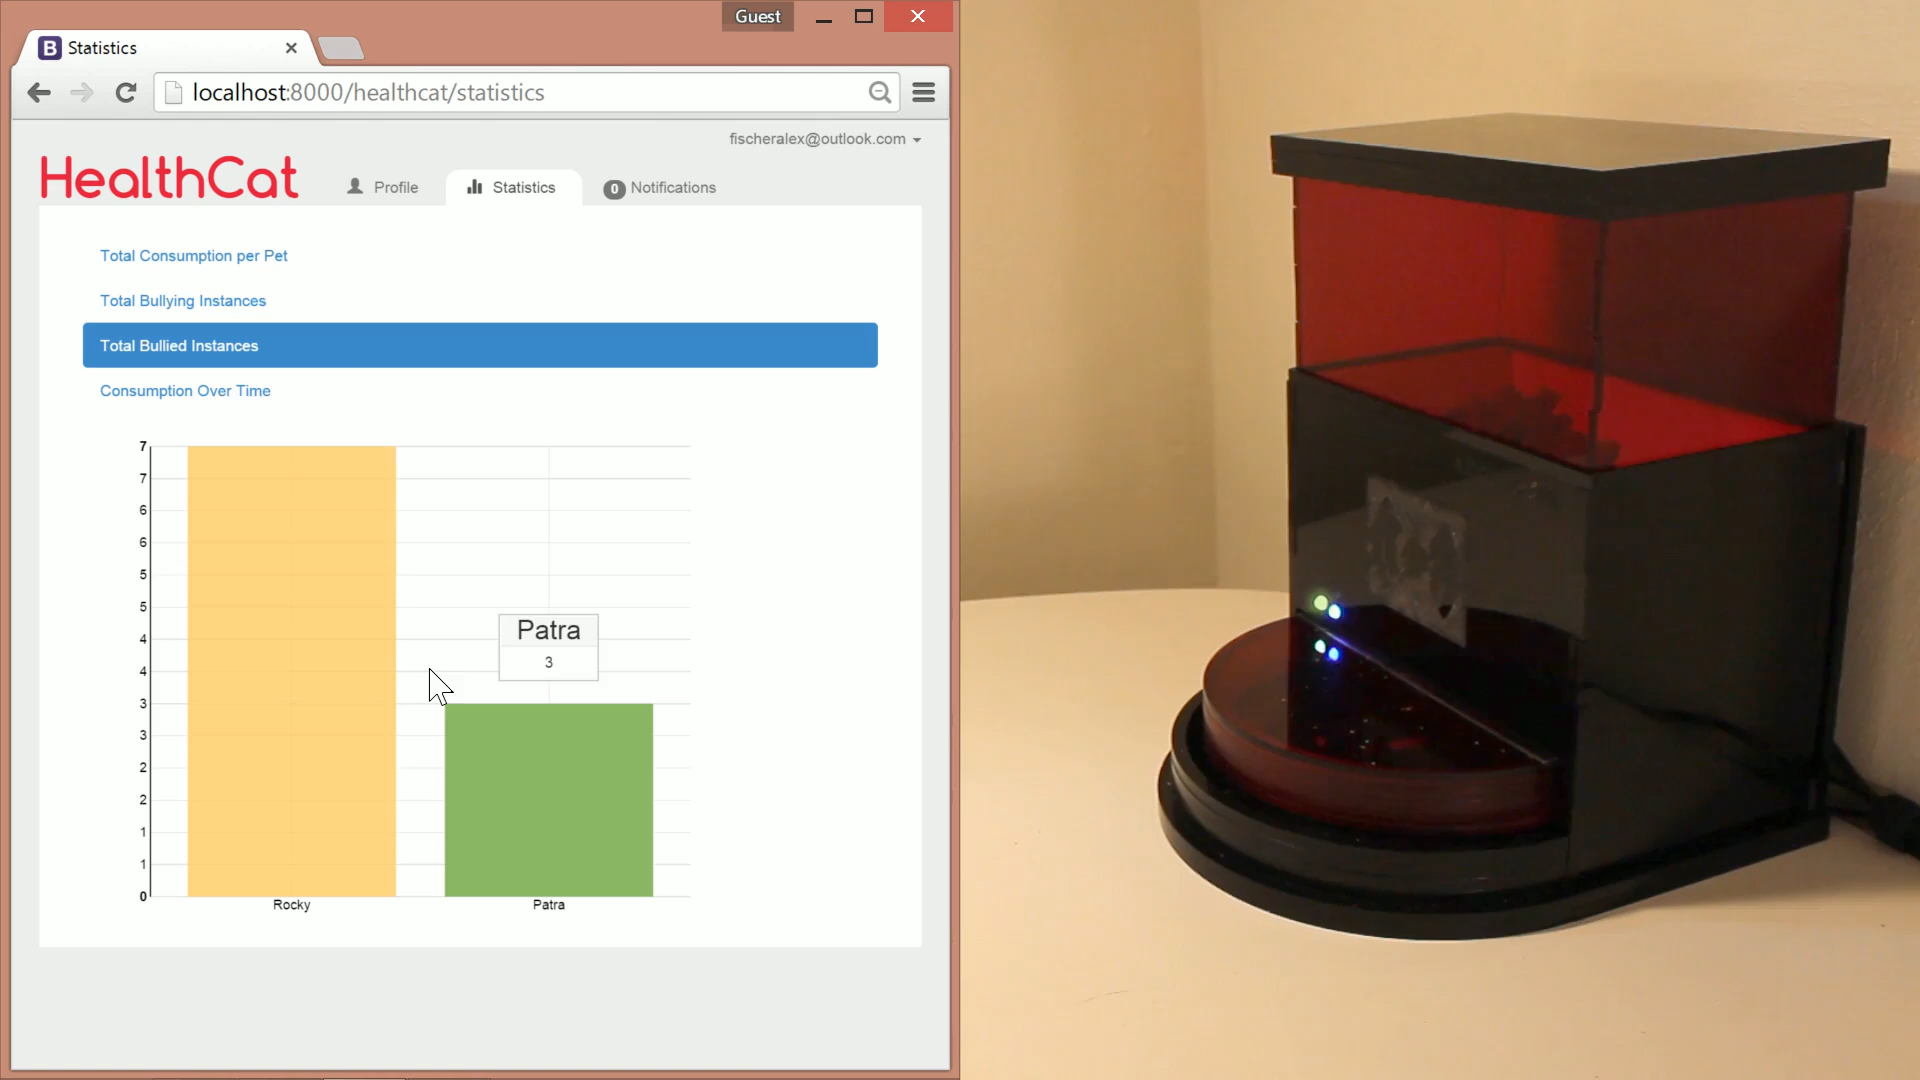 Guest
B Statistics
localhost:8000/healthcat/statistics
fischeralex@outlook.com
HealthCat
Profile
Statistics
0 Notifications
Total Consumption per Pet
Total Bullying Instances
Total Bullied Instances
Consumption Over Time
7
7
6
6
5
5
4
4
3
3
2
2
1
1
0
Patra
3
Rocky
Patra